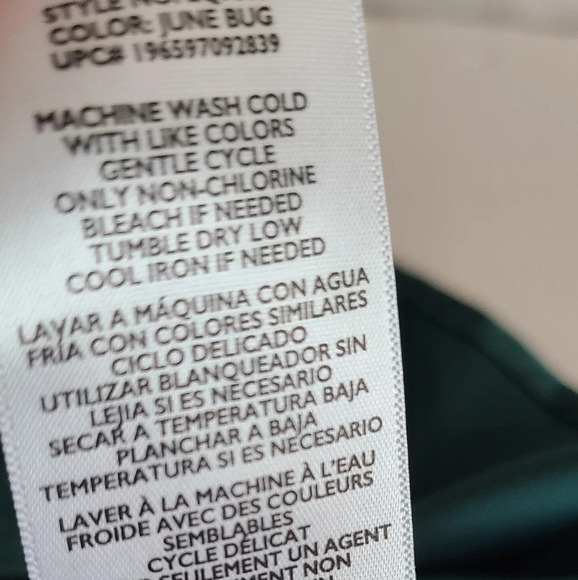 STYLE
COLOR: JUNE BUG
UPC# 196597092839
MACHINE WASH COLD
WITH LIKE COLORS
GENTLE CYCLE
ONLY NON-CHLORINE
BLEACH IF NEEDED
TUMBLE DRY LOW
COOL IRON IF NEEDED
LAVAR A MÁQUINA CON AGUA
FRÍA CON COLORES SIMILARES
CICLO DELICADO
UTILIZAR BLANQUEADOR SIN
LEJIA SI ES NECESARIO
SECAR A TEMPERATURA BAJA
PLANCHAR A BAJA
TEMPERATURA SI ES NECESARIO
LAVER À LA MACHINE À L'EAU
FROIDE AVEC DES COULEURS
SEMBLABLES
CYCLE DÉLICAT
SEULEMENT UN AGENT
NON